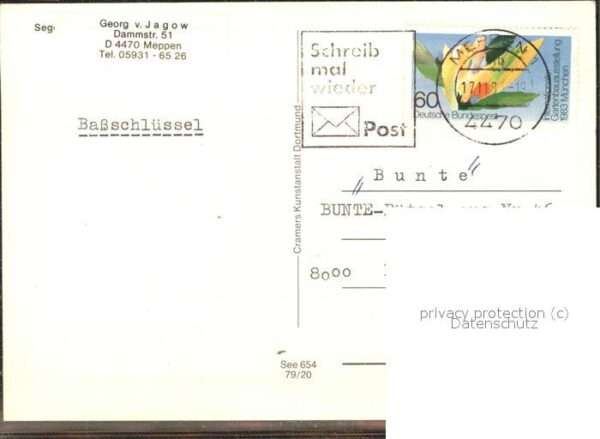 Seg
Georg v. Jagow
Dammstr. 51
D 4470 Meppen
Tel. 05931 - 65 26
Baßschlüssel
Schreib
mal
wieder
Post
60
Deutsche Bundespost
Gartenbauausstellung
1983 München
4470
Cramers Kunstanstalt Dortmund
"Bunte"
BUNTE-
8000
See 654
79/20
privacy protection (c)
Datenschutz